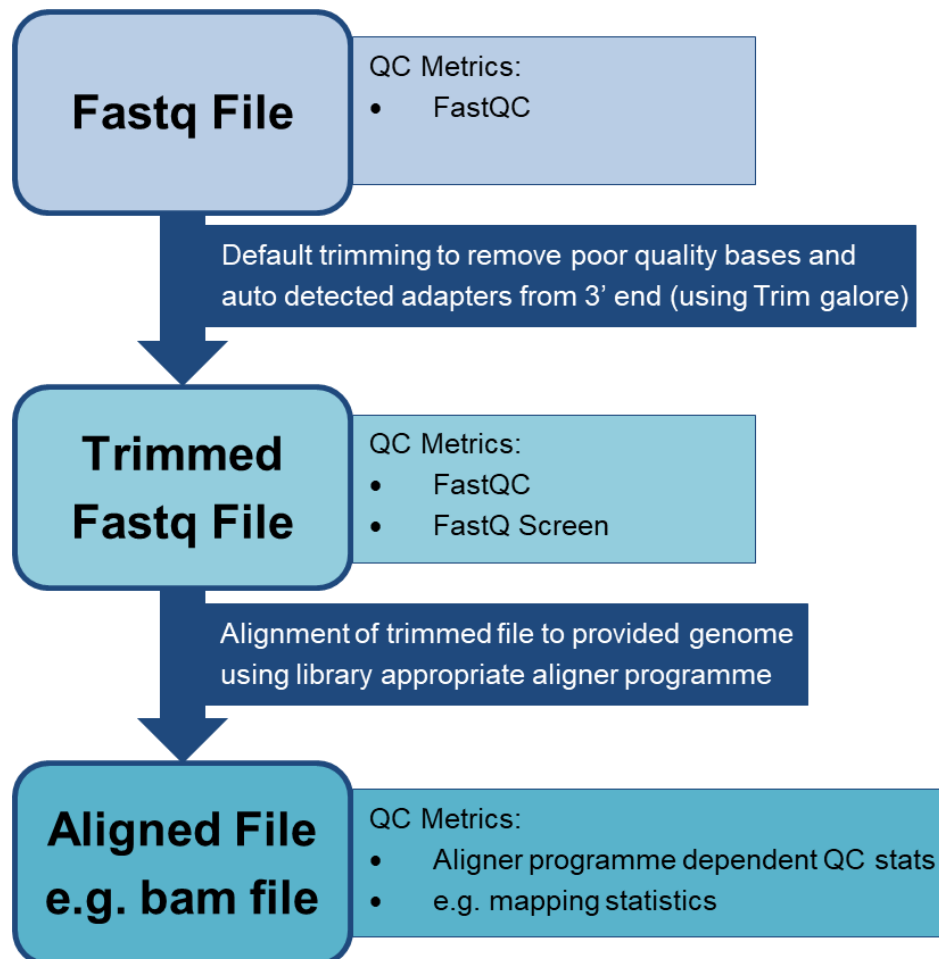 Fastq File
QC Metrics:
• FastQC
Default trimming to remove poor quality bases and
auto detected adapters from 3’ end (using Trim galore)
Trimmed
Fastq File
QC Metrics:
• FastQC
• FastQ Screen
Alignment of trimmed file to provided genome
using library appropriate aligner programme
Aligned File
e.g. bam file
QC Metrics:
• Aligner programme dependent QC stats
• e.g. mapping statistics